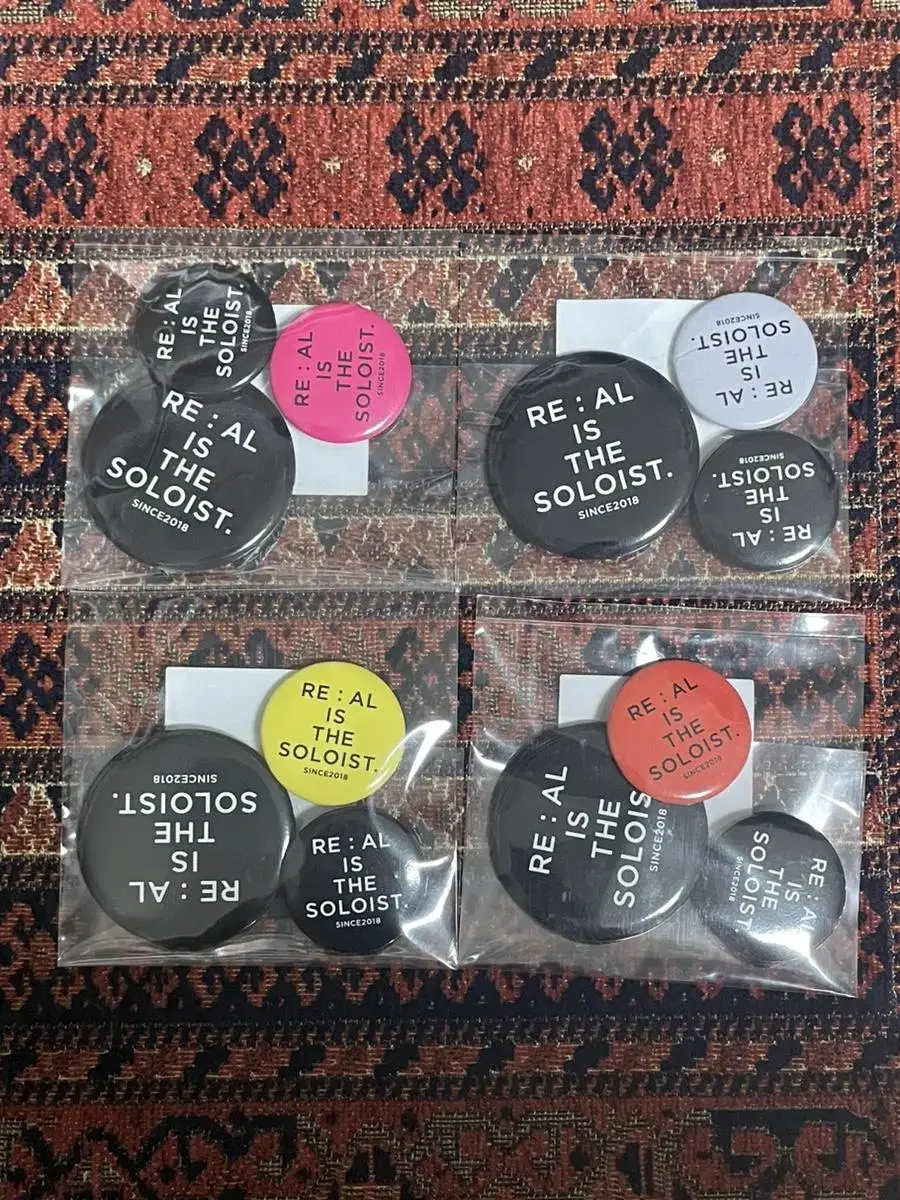 RE : AL
IS
THE
SOLOIST.
SINCE2018
RE : AL
IS
THE
SOLOIST.
SINCE2018
RE : AL
IS
THE
SOLOIST.
SINCE2018
RE : AL
IS
THE
SOLOIST.
SINCE2018
RE : AL
IS
THE
SOLOIST.
SINCE2018
RE : AL
IS
THE
SOLOIST.
SINCE2018
RE : AL
IS
THE
SOLOIST.
SINCE2018
RE : AL
IS
THE
SOLOIST.
SINCE2018
RE : AL
IS
THE
SOLOIST.
SINCE2018
RE : AL
IS
THE
SOLOIST.
SINCE2018
RE : AL
IS
THE
SOLOIS
SINCE2018
RE : AL
IS
THE
SOLOIST.
SINCE2018